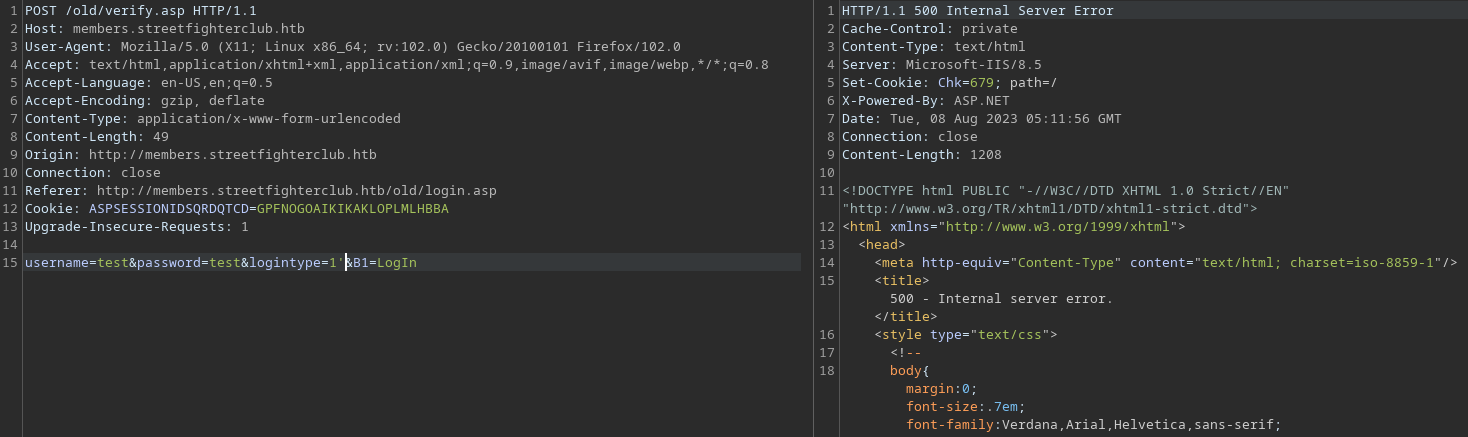 1 POST /old/verify.asp HTTP/1.1
2 Host: members.streetfighterclub.htb
3 User-Agent: Mozilla/5.0 (X11; Linux x86_64; rv:102.0) Gecko/20100101 Firefox/102.0
4 Accept: text/html,application/xhtml+xml,application/xml;q=0.9,image/avif,image/webp,*/*;q=0.8
5 Accept-Language: en-US,en;q=0.5
6 Accept-Encoding: gzip, deflate
7 Content-Type: application/x-www-form-urlencoded
8 Content-Length: 49
9 Origin: http://members.streetfighterclub.htb
10 Connection: close
11 Referer: http://members.streetfighterclub.htb/old/login.asp
12 Cookie: ASPSESSIONIDSQRDQTCD=GPFNOGOAIKIKAKLOPLMLHBBA
13 Upgrade-Insecure-Requests: 1
14
15 username=test&password=test&logintype=1'&B1=LogIn
1 HTTP/1.1 500 Internal Server Error
2 Cache-Control: private
3 Content-Type: text/html
4 Server: Microsoft-IIS/8.5
5 Set-Cookie: Chk=679; path=/
6 X-Powered-By: ASP.NET
7 Date: Tue, 08 Aug 2023 05:11:56 GMT
8 Connection: close
9 Content-Length: 1208
10
11 <!DOCTYPE html PUBLIC "-//W3C//DTD XHTML 1.0 Strict//EN"
"http://www.w3.org/TR/xhtml1/DTD/xhtml1-strict.dtd">
12 <html xmlns="http://www.w3.org/1999/xhtml">
13 <head>
14 <meta http-equiv="Content-Type" content="text/html; charset=iso-8859-1"/>
15 <title>
500 - Internal server error.
</title>
16 <style type="text/css">
17 <!--
18 body{
margin:0;
font-size:.7em;
font-family:Verdana,Arial,Helvetica,sans-serif;